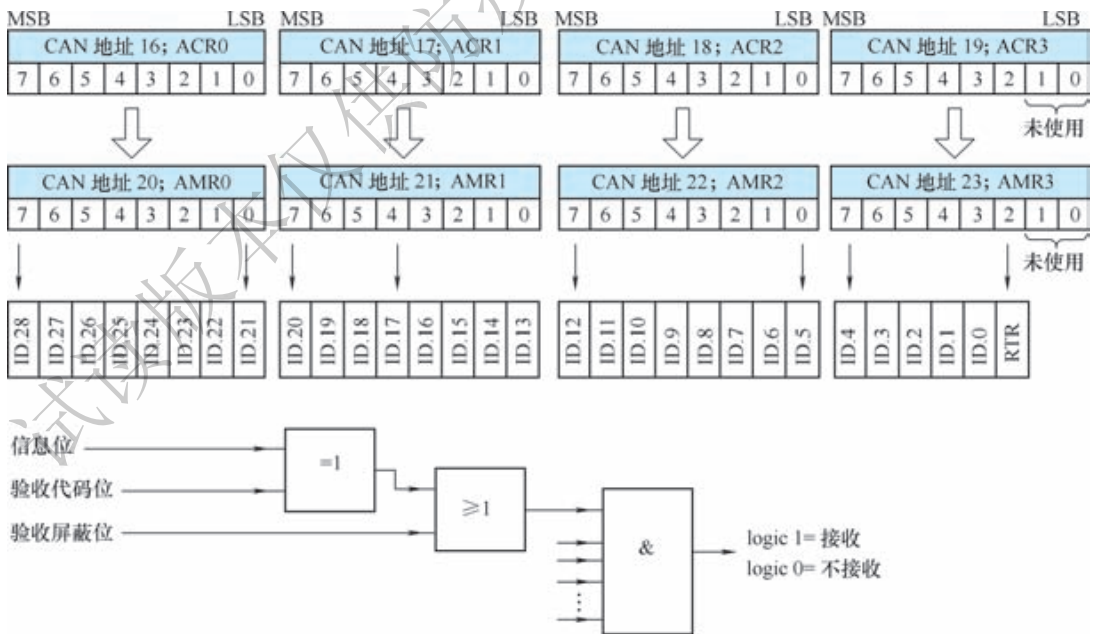 MSB LSB MSB LSB MSB LSB
CAN 地址 16; ACR0 CAN 地址 17; ACR1 CAN 地址 18; ACR2 CAN 地址 19; ACR3
7 6 5 4 3 2 1 0 7 6 5 4 3 2 1 0 7 6 5 4 3 2 1 0 7 6 5 4 3 2 1 0
未使用
CAN 地址 20; AMR0 CAN 地址 21; AMR1 CAN 地址 22; AMR2 CAN 地址 23; AMR3
7 6 5 4 3 2 1 0 7 6 5 4 3 2 1 0 7 6 5 4 3 2 1 0 7 6 5 4 3 2 1 0
未使用
ID.28 ID.27 ID.26 ID.25 ID.24 ID.23 ID.22 ID.21 ID.20 ID.19 ID.18 ID.17 ID.16 ID.15 ID.14 ID.13 ID.12 ID.11 ID.10 ID.9 ID.8 ID.7 ID.6 ID.5 ID.4 ID.3 ID.2 ID.1 ID.0 RTR
信息位
=1
验收代码位
≥1
验收屏蔽位
&
logic 1= 接收
logic 0= 不接收
试读版本仅供防